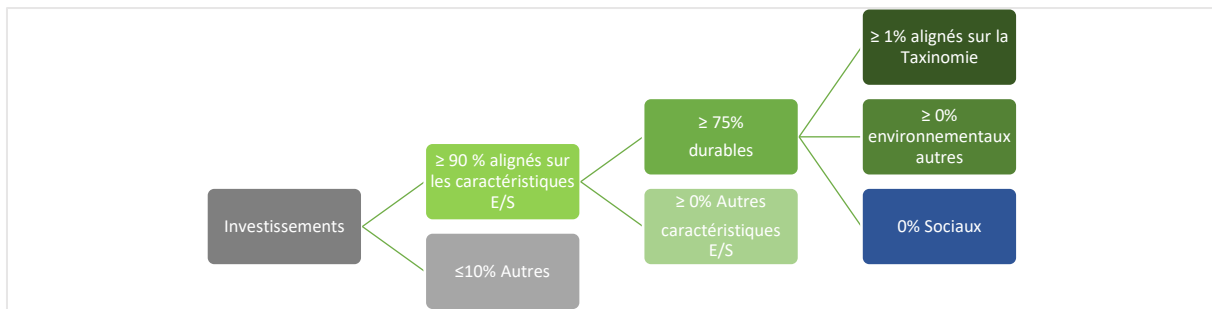 ≥ 1% alignés sur la
Taxinomie
≥ 75%
durables
≥ 0%
environnementaux
autres
≥ 90 % alignés sur
les caractéristiques
E/S
Investissements
≥ 0% Autres
caractéristiques
E/S
0% Sociaux
≤10% Autres